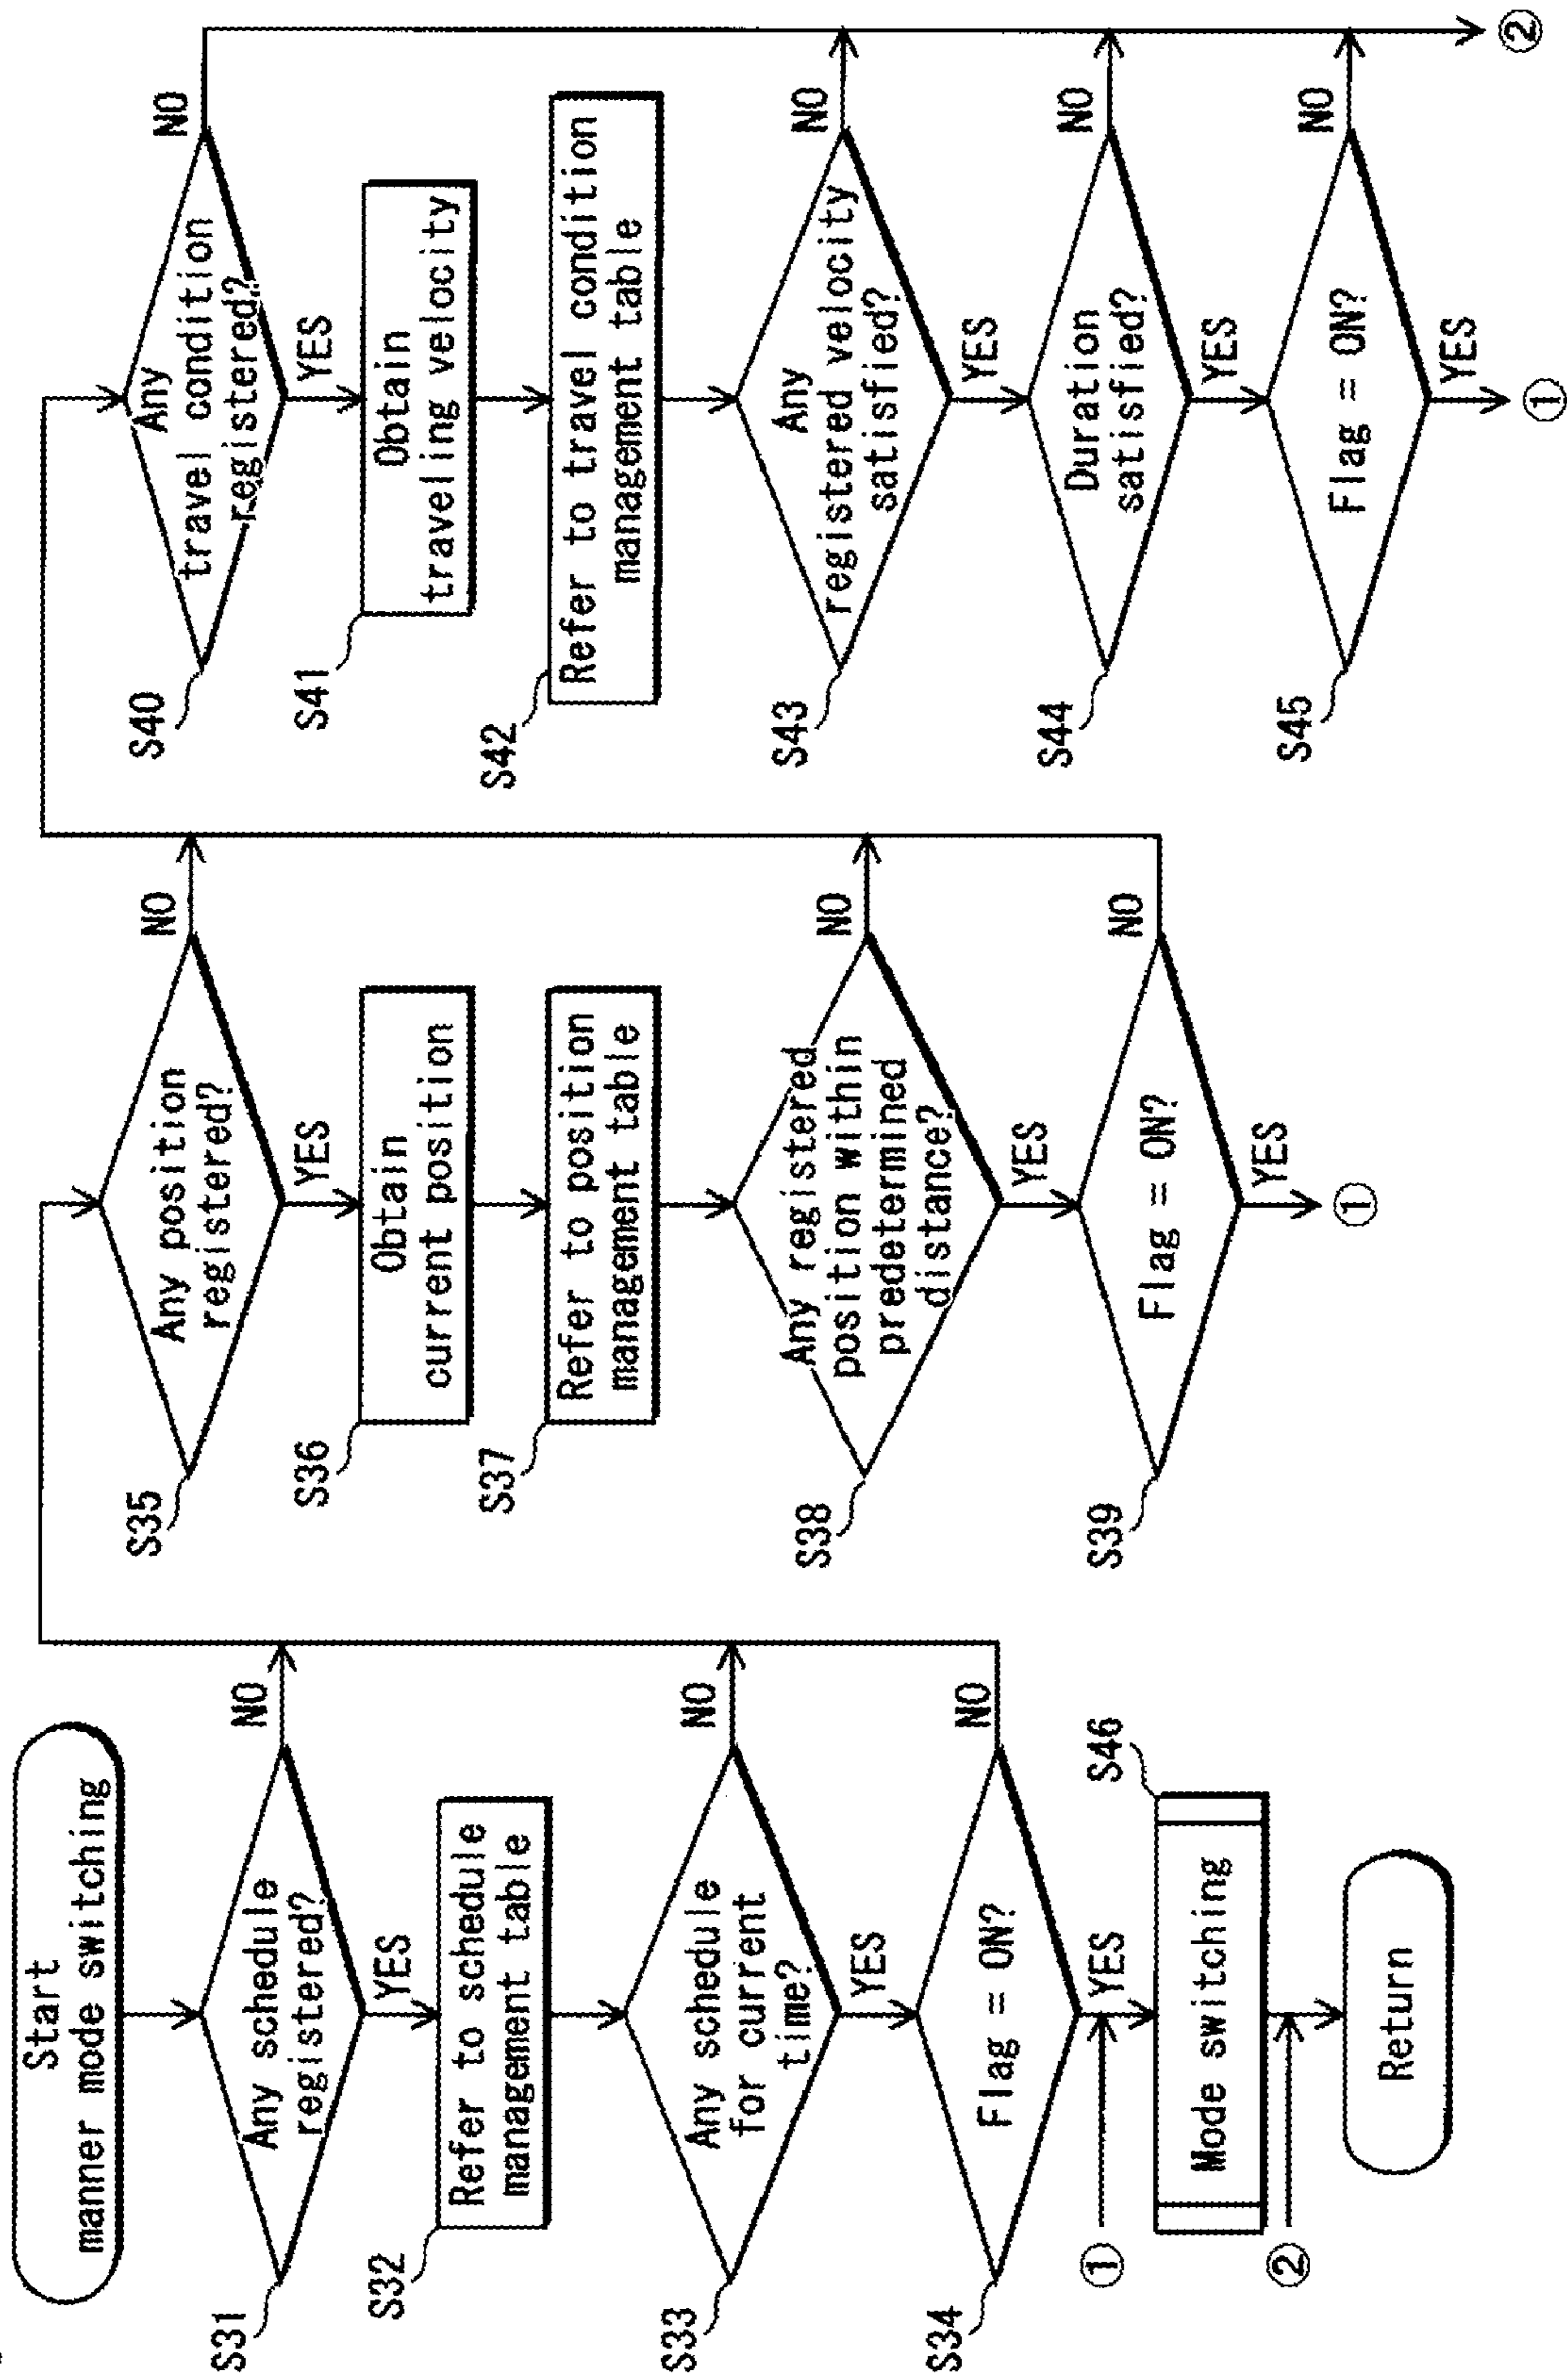 Start
manner mode switching
S31
Any schedule
registered?
NO
YES
S32
Refer to schedule
management table
S33
Any schedule
for current
time?
NO
YES
S34
Flag = ON?
NO
YES
①
S46
Mode switching
②
Return
S35
Any position
registered?
NO
YES
S36
Obtain
current position
S37
Refer to position
management table
S38
Any registered
position within
predetermined
distance?
NO
YES
S39
Flag = ON?
NO
YES
①
S40
Any
travel condition
registered?
NO
YES
S41
Obtain
traveling velocity
S42
Refer to travel condition
management table
S43
Any
registered velocity
satisfied?
NO
YES
S44
Duration
satisfied?
NO
YES
S45
Flag = ON?
NO
YES
①
②